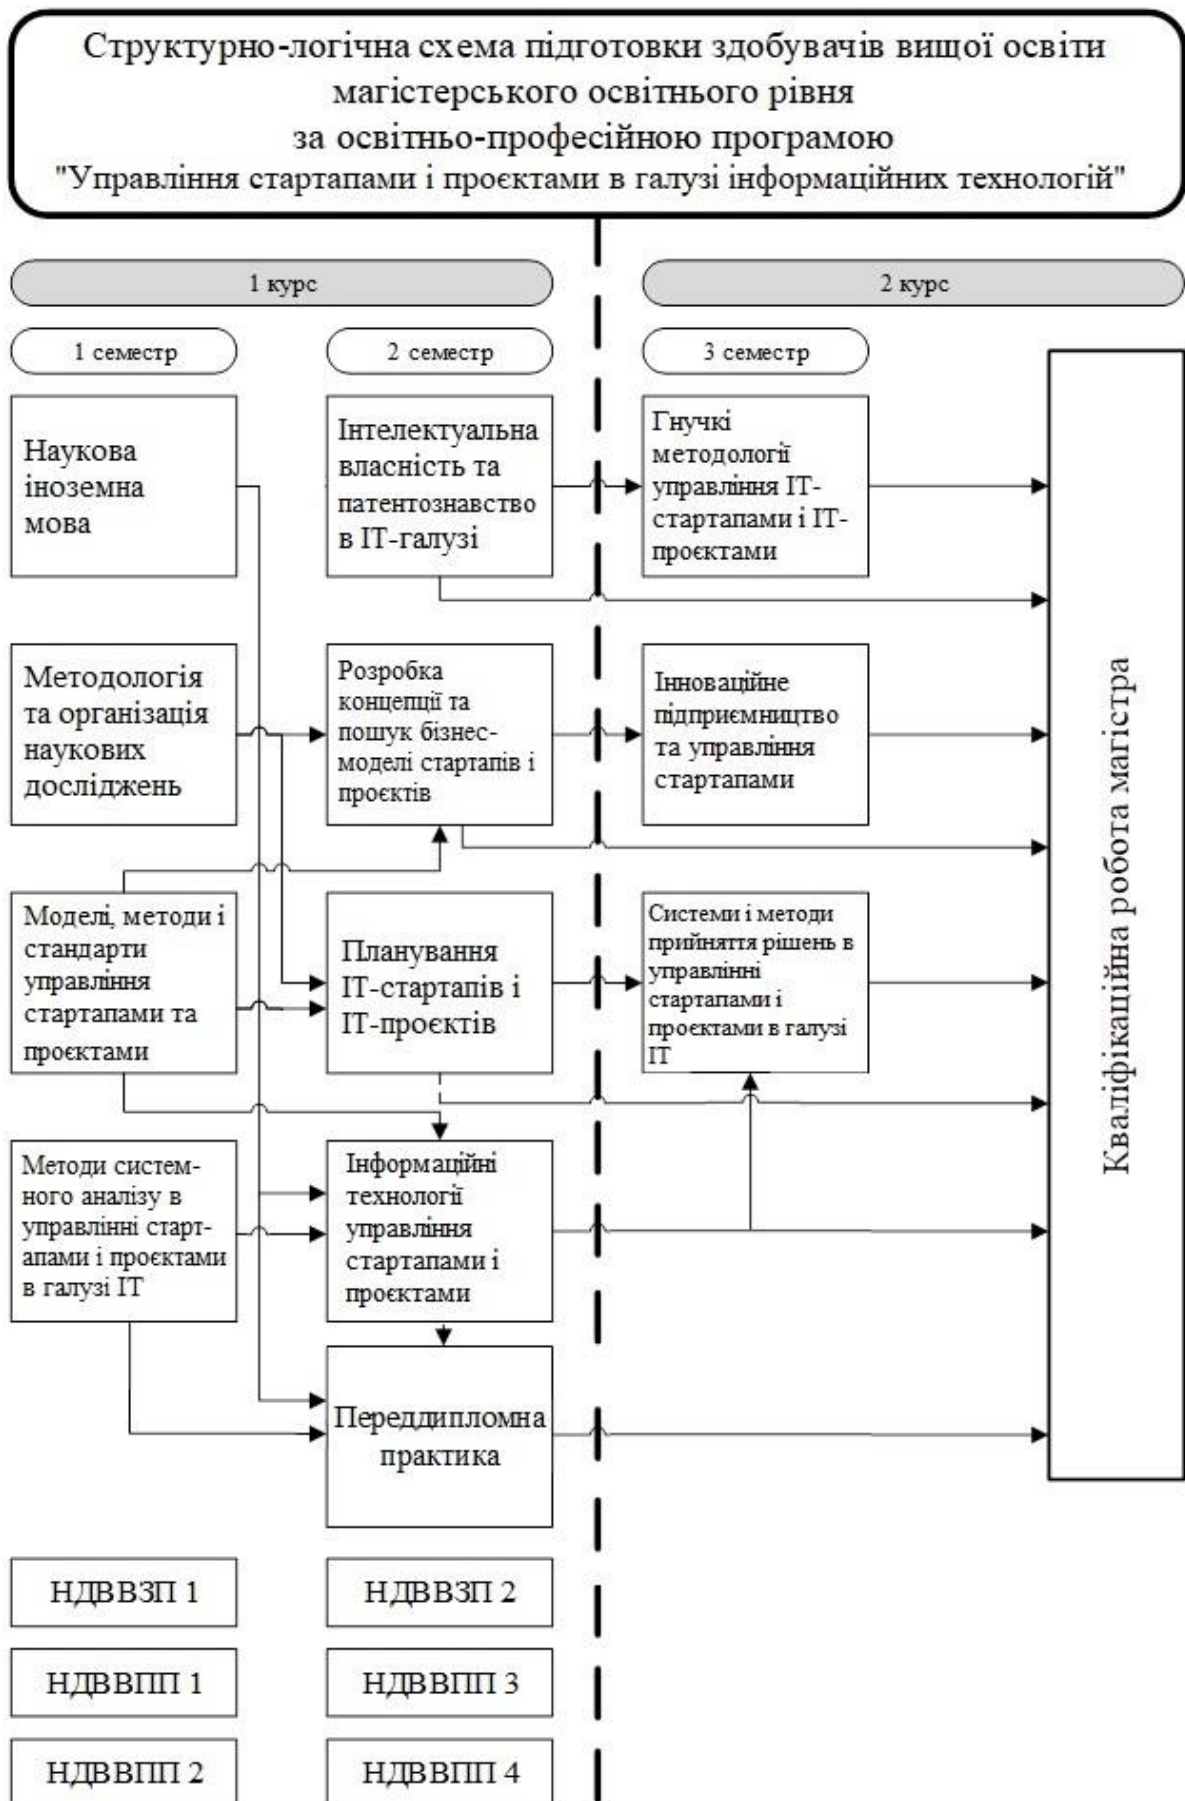 Структурно-логічна схема підготовки здобувачів вищої освіти
магістерського освітнього рівня
за освітньо-професійною програмою
"Управління стартапами і проєктами в галузі інформаційних технологій"
1 курс
2 курс
1 семестр
2 семестр
3 семестр
Наукова
іноземна
мова
Інтелектуальна
власність та
патентознавство
в ІТ-галузі
Гнучкі
методології
управління ІТ-
стартапами і ІТ-
проєктами
Методологія
та організація
наукових
досліджень
Розробка
концепції та
пошук бізнес-
моделі стартапів і
проєктів
Інноваційне
підприємництво
та управління
стартапами
Моделі, методи і
стандарти
управління
стартапами та
проєктами
Планування
ІТ-стартапів і
ІТ-проєктів
Системи і методи
прийняття рішень в
управлінні
стартапами і
проєктами в галузі
ІТ
Методи систем-
ного аналізу в
управлінні старт-
апами і проєктами
в галузі ІТ
Інформаційні
технології
управління
стартапами і
проєктами
Переддипломна
практика
Кваліфікаційна робота магістра
НДВВЗП 1
НДВВЗП 2
НДВВПП 1
НДВВПП 3
НДВВПП 2
НДВВПП 4